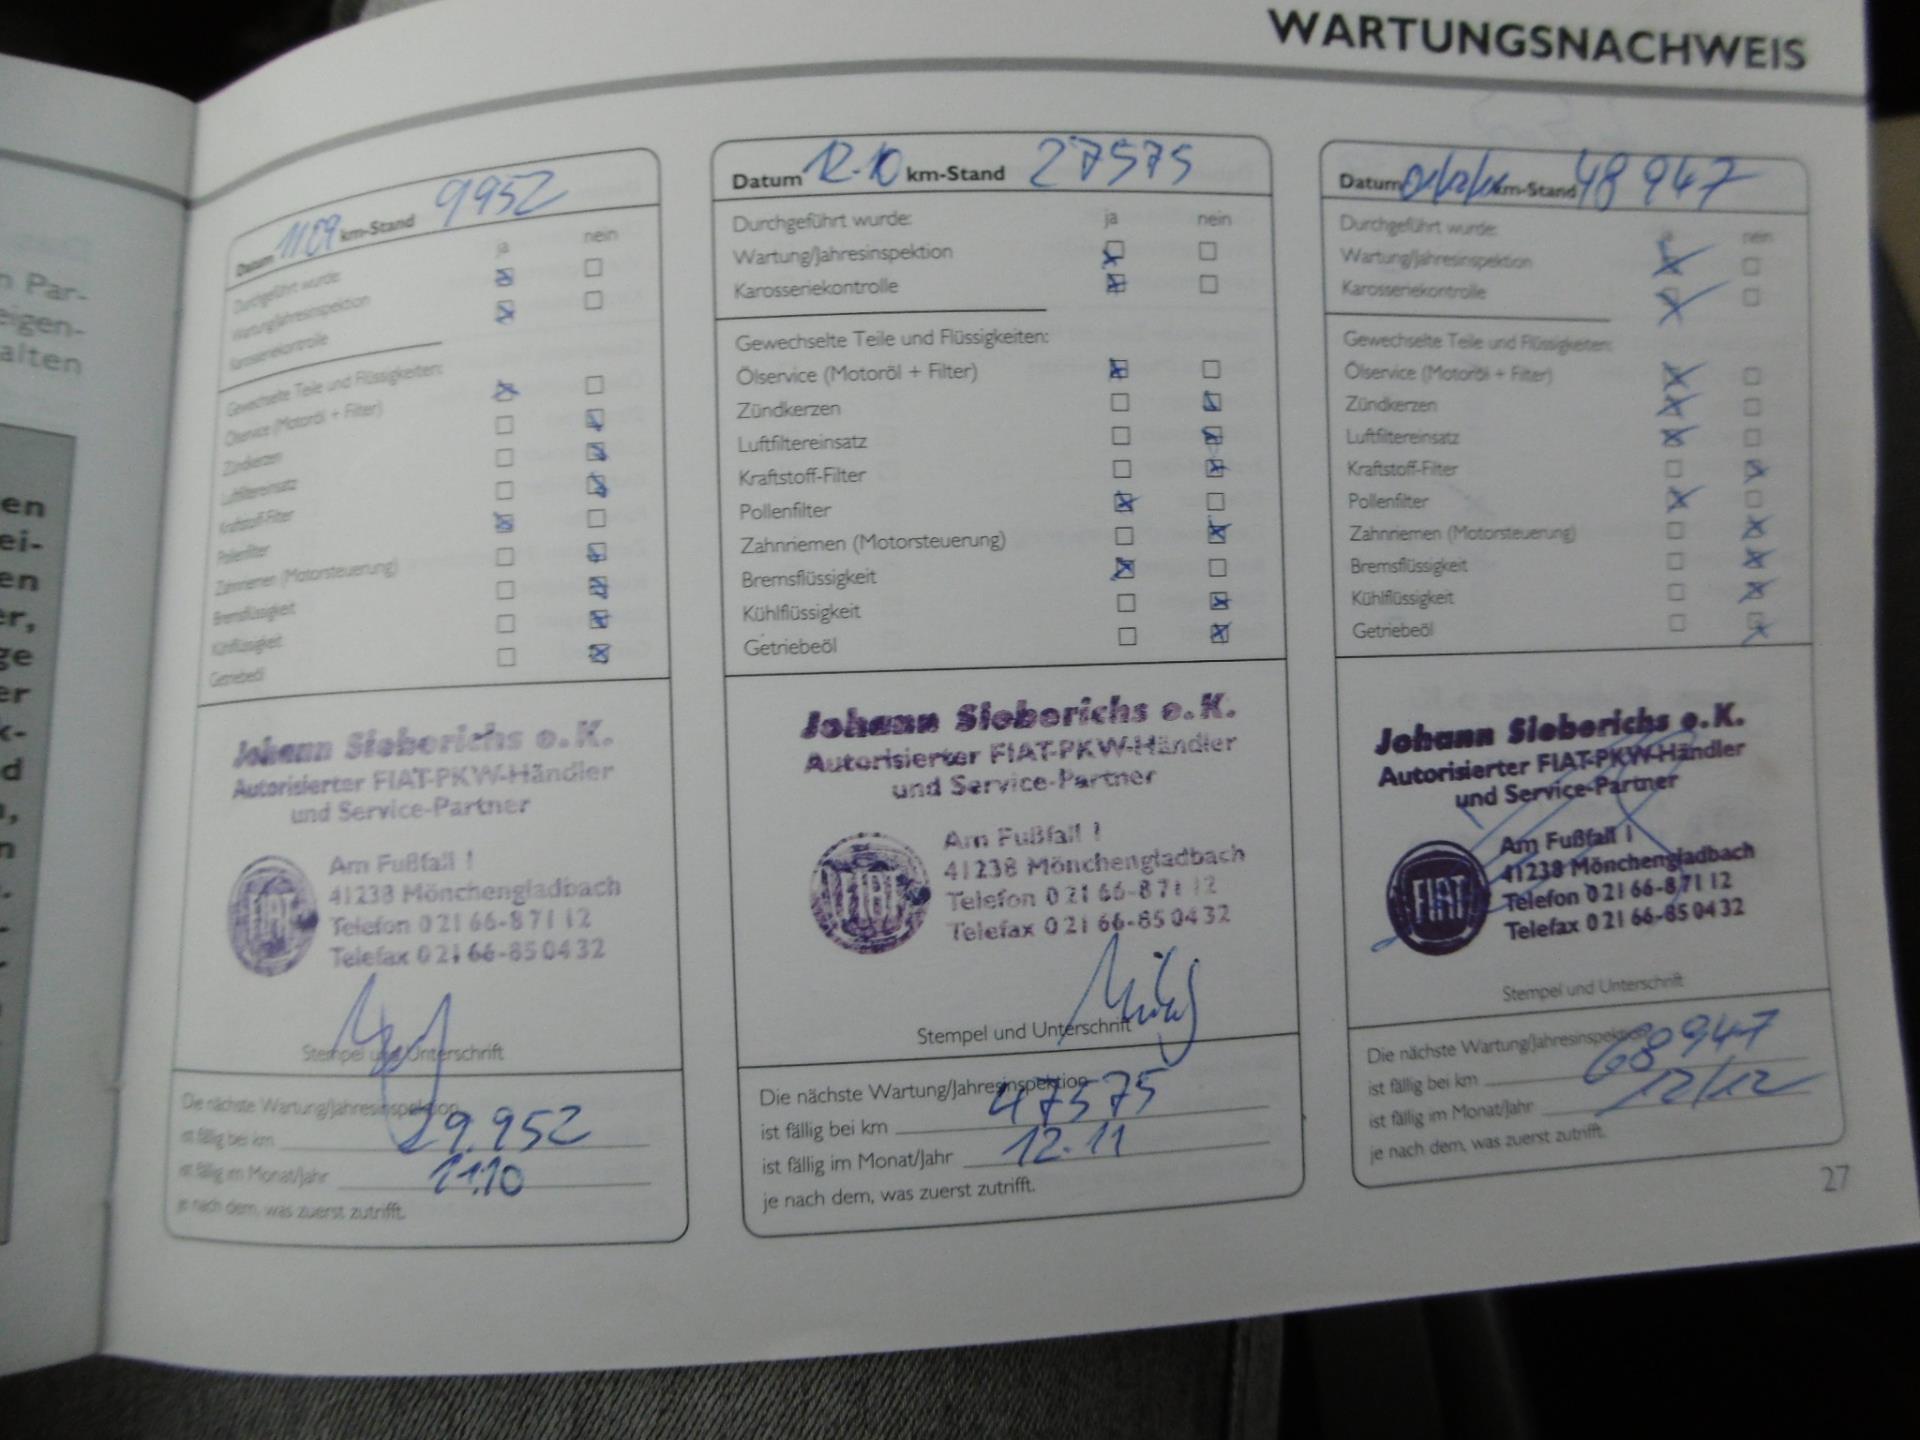 WARTUNGSNACHWEIS
n Par-
eigen-
alten
en
ei-
en
er,
ge
er
k-
d
n
Datum 11 09 km-Stand 9952
Durchgeführt wurde: ja nein
Wartung/Jahresinspektion
Karosseriekontrolle
Gewechselte Teile und Flüssigkeiten:
Ölservice (Motoröl + Filter)
Zündkerzen
Luftfiltereinsatz
Kraftstoff-Filter
Pollenfilter
Zahnriemen (Motorsteuerung)
Bremsflüssigkeit
Kühlflüssigkeit
Getriebeöl
Johann Sieberichs e.K.
Autorisierter FIAT-PKW-Händler
und Service-Partner
FIAT
Am Fußfall 1
41238 Mönchengladbach
Telefon 0 21 66-8 71 12
Telefax 0 21 66-85 04 32
Stempel und Unterschrift
Die nächste Wartung/Jahresinspektion
ist fällig bei km 29.952
ist fällig im Monat/Jahr 11.10
je nach dem, was zuerst zutrifft.
Datum 12.10 km-Stand 27575
Durchgeführt wurde: ja nein
Wartung/Jahresinspektion
Karosseriekontrolle
Gewechselte Teile und Flüssigkeiten:
Ölservice (Motoröl + Filter)
Zündkerzen
Luftfiltereinsatz
Kraftstoff-Filter
Pollenfilter
Zahnriemen (Motorsteuerung)
Bremsflüssigkeit
Kühlflüssigkeit
Getriebeöl
Johann Sieberichs e.K.
Autorisierter FIAT-PKW-Händler
und Service-Partner
FIAT
Am Fußfall 1
41238 Mönchengladbach
Telefon 0 21 66-8 71 12
Telefax 0 21 66-85 04 32
Stempel und Unterschrift
Die nächste Wartung/Jahresinspektion
ist fällig bei km 47575
ist fällig im Monat/Jahr 12.11
je nach dem, was zuerst zutrifft.
Datum km-Stand 48947
Durchgeführt wurde: ja nein
Wartung/Jahresinspektion
Karosseriekontrolle
Gewechselte Teile und Flüssigkeiten:
Ölservice (Motoröl + Filter)
Zündkerzen
Luftfiltereinsatz
Kraftstoff-Filter
Pollenfilter
Zahnriemen (Motorsteuerung)
Bremsflüssigkeit
Kühlflüssigkeit
Getriebeöl
Johann Sieberichs e.K.
Autorisierter FIAT-PKW-Händler
und Service-Partner
FIAT
Am Fußfall 1
41238 Mönchengladbach
Telefon 0 21 66-8 71 12
Telefax 0 21 66-85 04 32
Stempel und Unterschrift
Die nächste Wartung/Jahresinspektion
ist fällig bei km 68947
ist fällig im Monat/Jahr 12/12
je nach dem, was zuerst zutrifft.
27